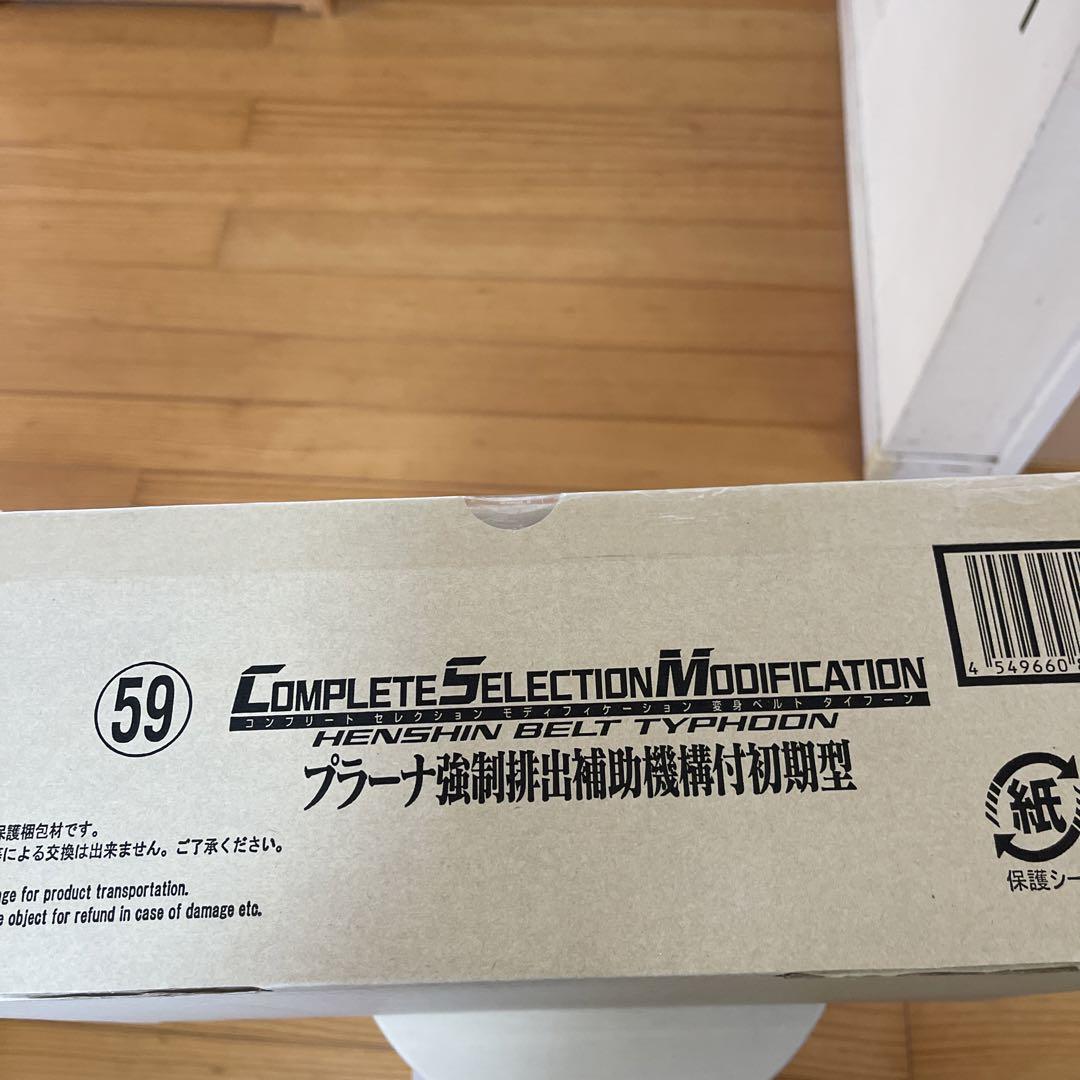 59
COMPLETE SELECTION MODIFICATION
コンプリート セレクション モディフィケーション 変身ベルト タイフーン
HENSHIN BELT TYPHOON
プラーナ強制排出補助機構付初期型
保護梱包材です。
等による交換は出来ません。ご了承ください。
ge for product transportation.
e object for refund in case of damage etc.
4 549660
紙
保護シー